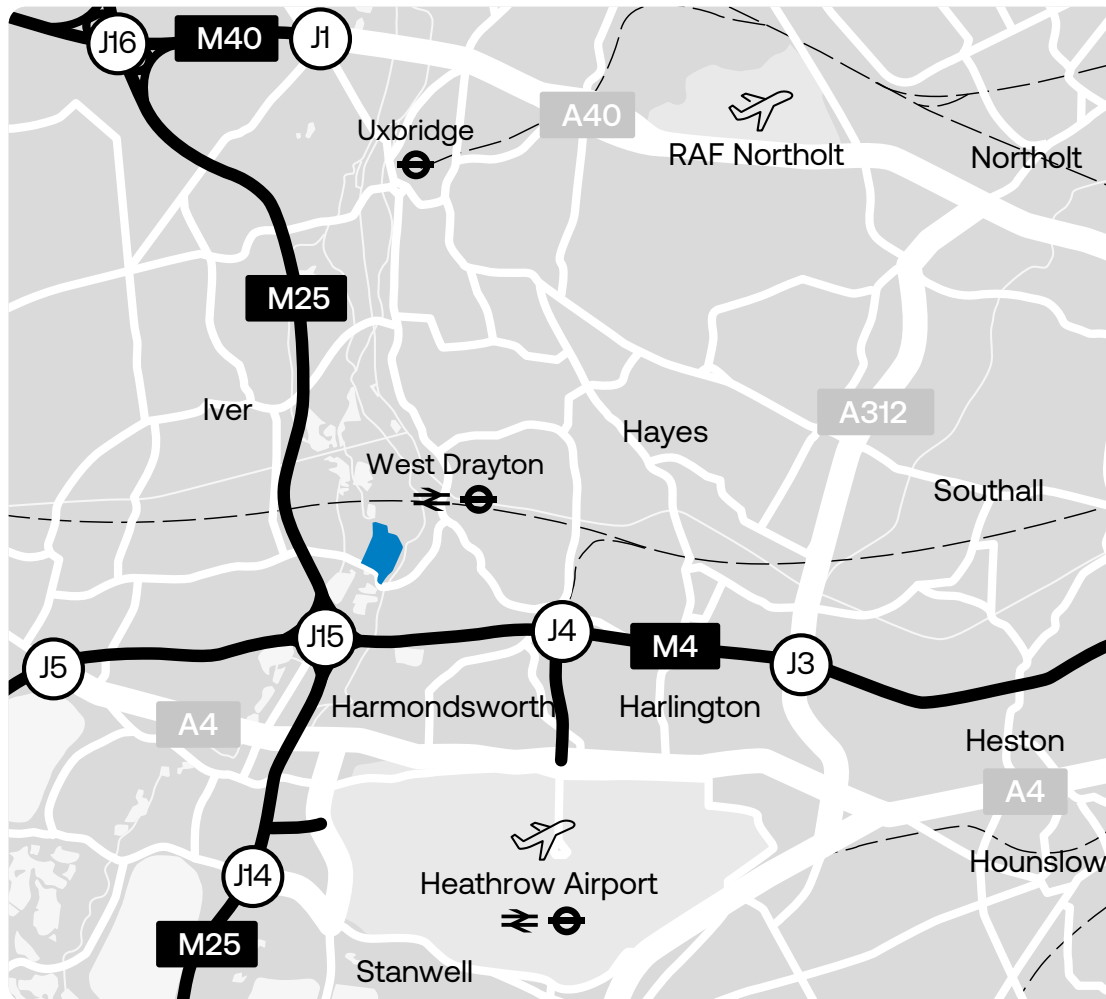 J16
M40
J1
A40
Uxbridge
RAF Northolt
Northolt
M25
Iver
A312
Hayes
West Drayton
Southall
J15
J4
M4
J3
J5
Harmondsworth
Harlington
A4
Heston
A4
Hounslow
J14
Heathrow Airport
M25
Stanwell